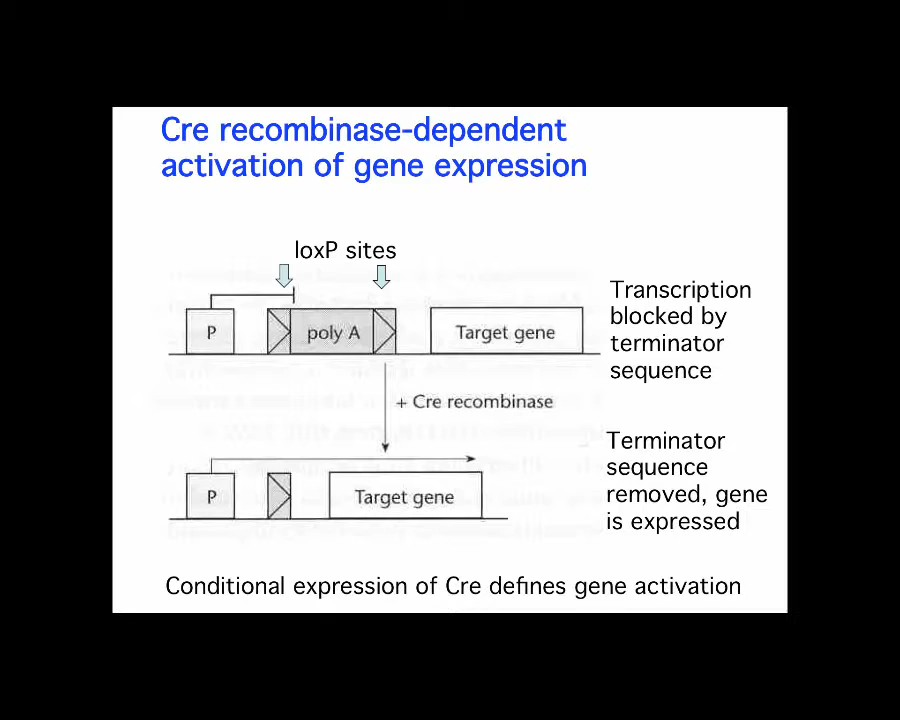 Cre recombinase-dependent
activation of gene expression
loxP sites
P
poly A
Target gene
Transcription
blocked by
terminator
sequence
+ Cre recombinase
P
Target gene
Terminator
sequence
removed, gene
is expressed
Conditional expression of Cre defines gene activation